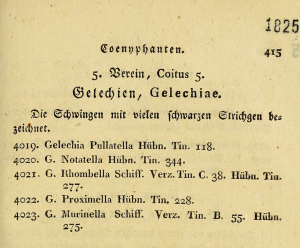 1825
Coenyphanten. 415
5. Verein, Coitus 5.
Gelechien, Gelechiae.
Die Schwingen mit vielen schwarzen Strichgen be-
zeichnet.
4019. Gelechia Pullatella Hübn. Tin. 118.
4020. G. Notatella Hübn. Tin. 344.
4021. G. Rhombella Schiff. Verz. Tin. C. 38. Hübn. Tin.
277.
4022. G. Proximella Hübn. Tin. 228.
4023. G. Murinella Schiff. Verz. Tin. B. 55. Hübn.
275.